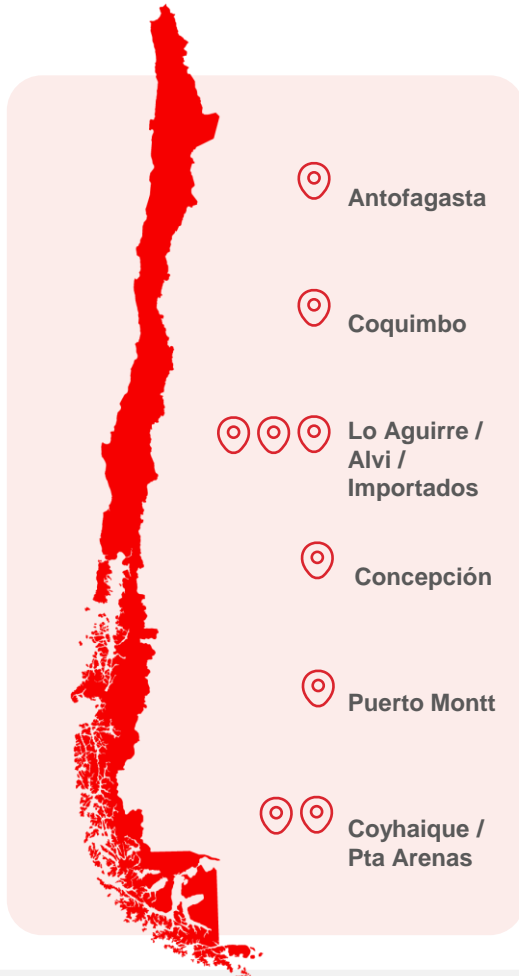 Antofagasta
Coquimbo
Lo Aguirre /
Alvi /
Importados
Concepción
Puerto Montt
Coyhaique /
Pta Arenas